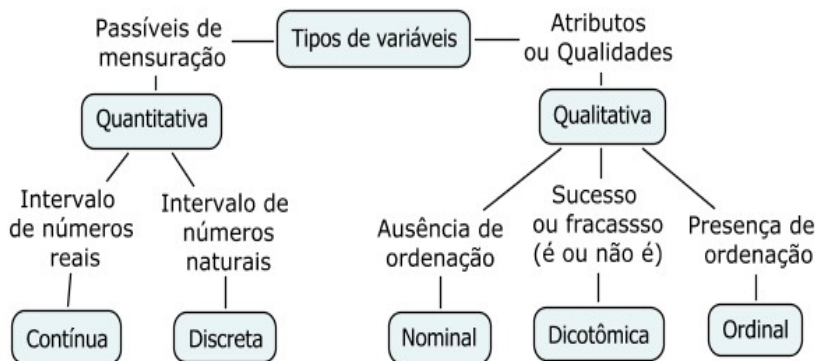 Tipos de variáveis
Passíveis de
mensuração
Atributos
ou Qualidades
Quantitativa
Qualitativa
Intervalo
de números
reais
Intervalo de
números
naturais
Ausência de
ordenação
Sucesso
ou fracassso
(é ou não é)
Presença de
ordenação
Contínua
Discreta
Nominal
Dicotômica
Ordinal